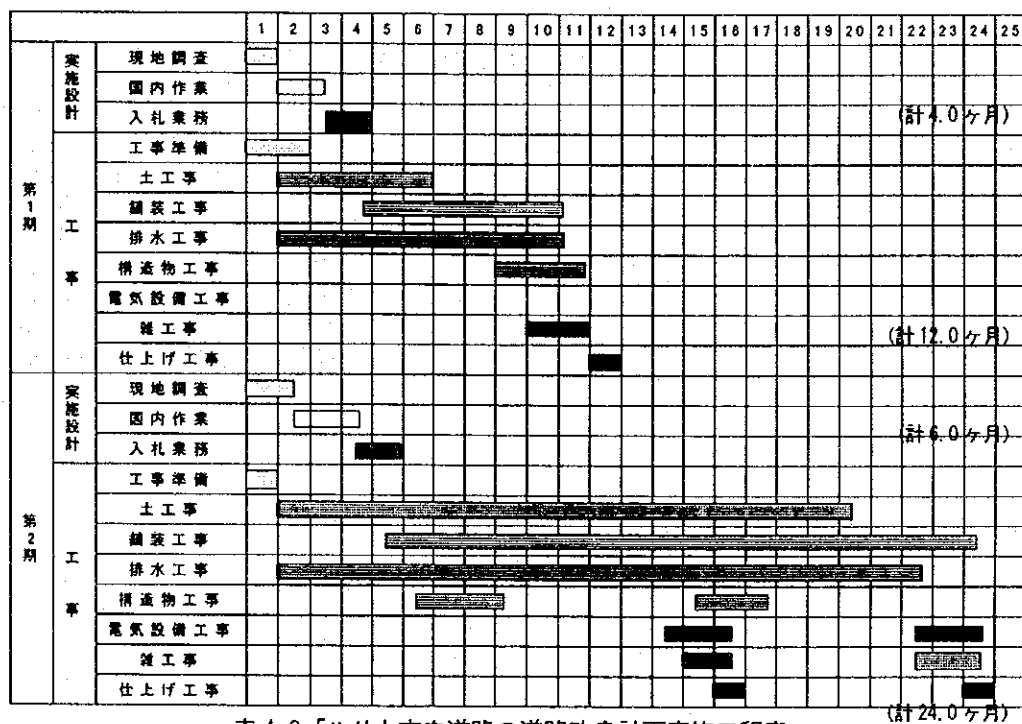 1 2 3 4 5 6 7 8 9 10 11 12 13 14 15 16 17 18 19 20 21 22 23 24 25
第1期
実施設計
現地調査
国内作業
入札業務
(計4.0ヶ月)
工事
工事準備
土工事
舗装工事
排水工事
構造物工事
電気設備工事
雑工事
(計12.0ヶ月)
仕上げ工事
第2期
実施設計
現地調査
国内作業
入札業務
(計6.0ヶ月)
工事
工事準備
土工事
舗装工事
排水工事
構造物工事
電気設備工事
雑工事
仕上げ工事
(計24.0ヶ月)